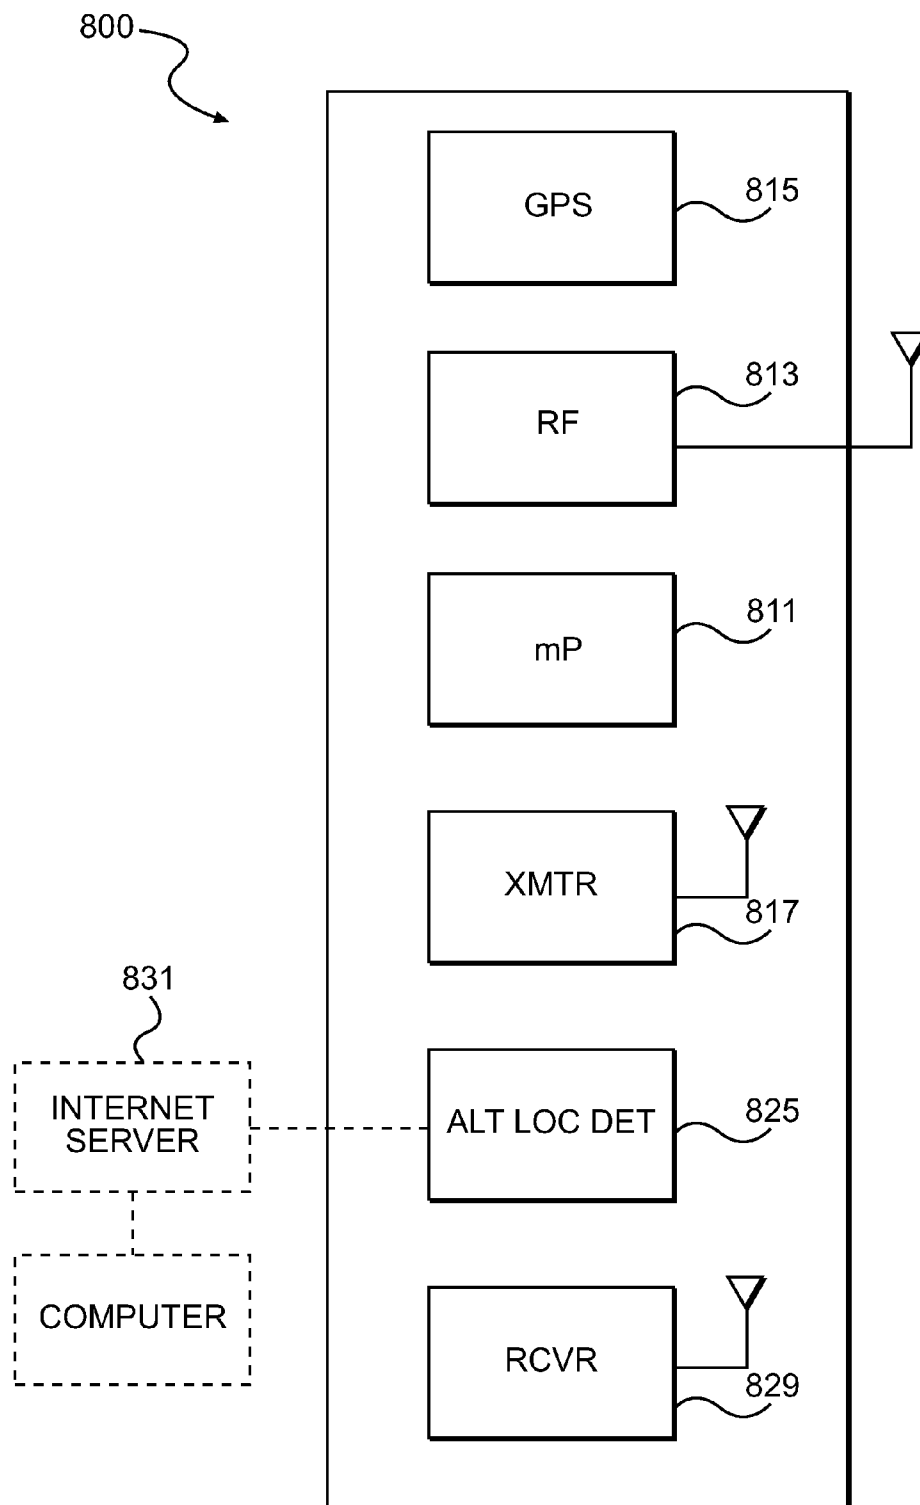 800
GPS
815
RF
813
mP
811
XMTR
817
831
INTERNET
SERVER
ALT LOC DET
825
COMPUTER
RCVR
829